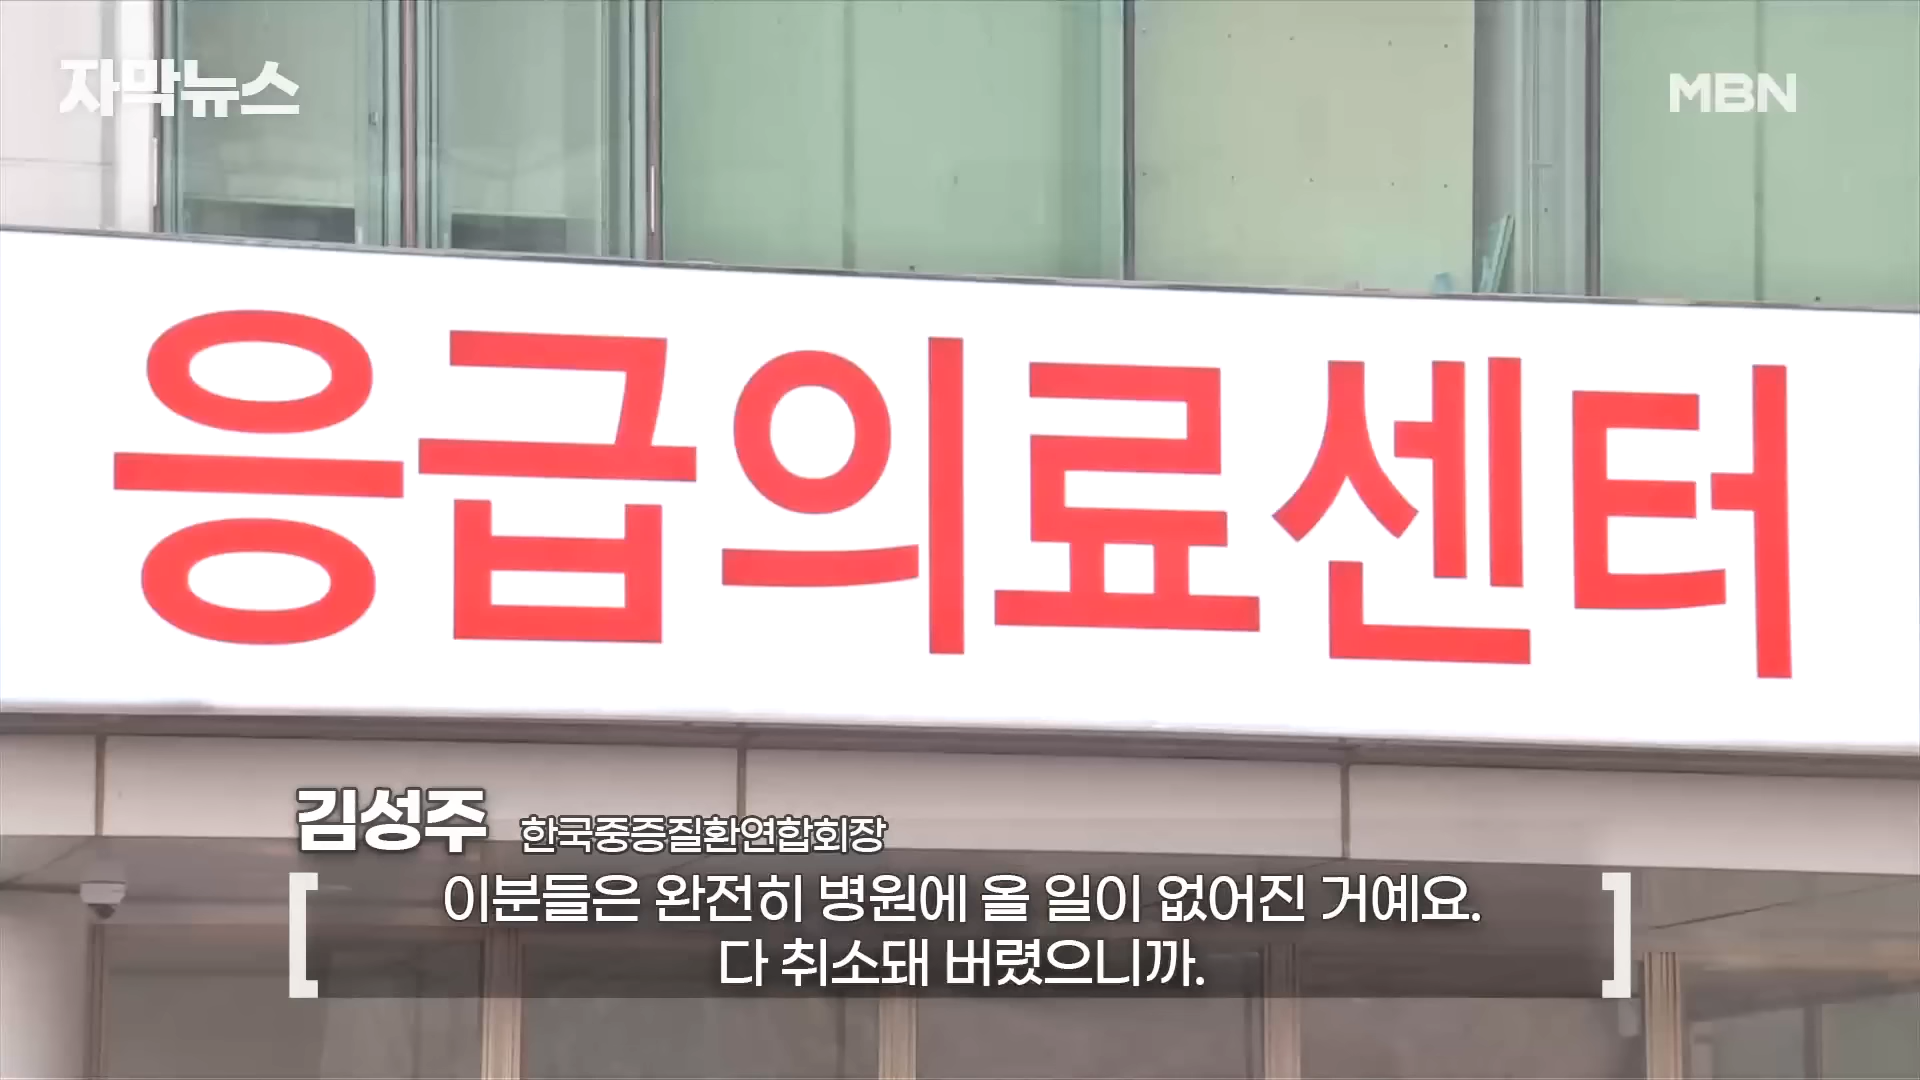 자막뉴스
MBN
응급의료센터
김성주 한국중증질환연합회장
이분들은 완전히 병원에 올 일이 없어진 거예요.
다 취소돼 버렸으니까.